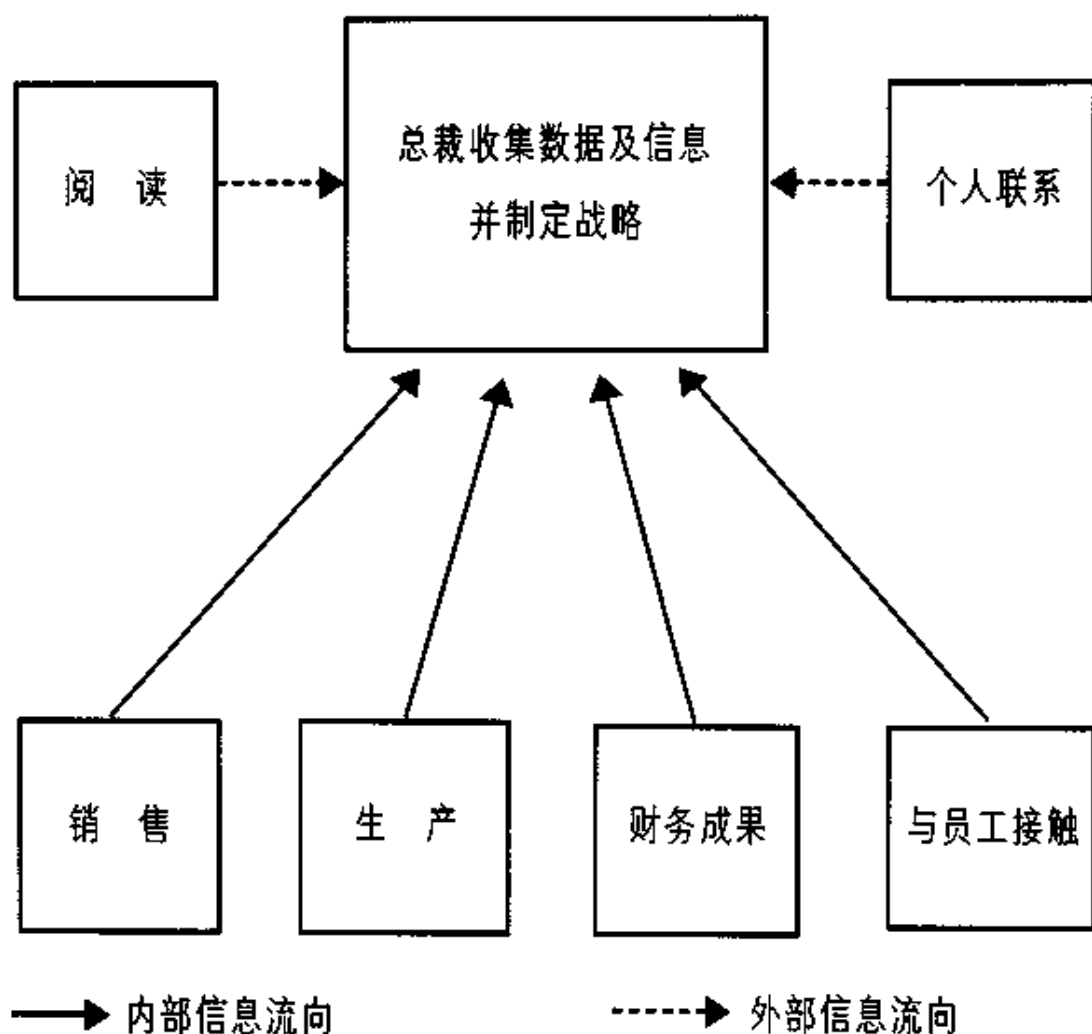 总裁收集数据及信息
并制定战略
阅 读
个人联系
销 售
生 产
财务成果
与员工接触
内部信息流向
外部信息流向